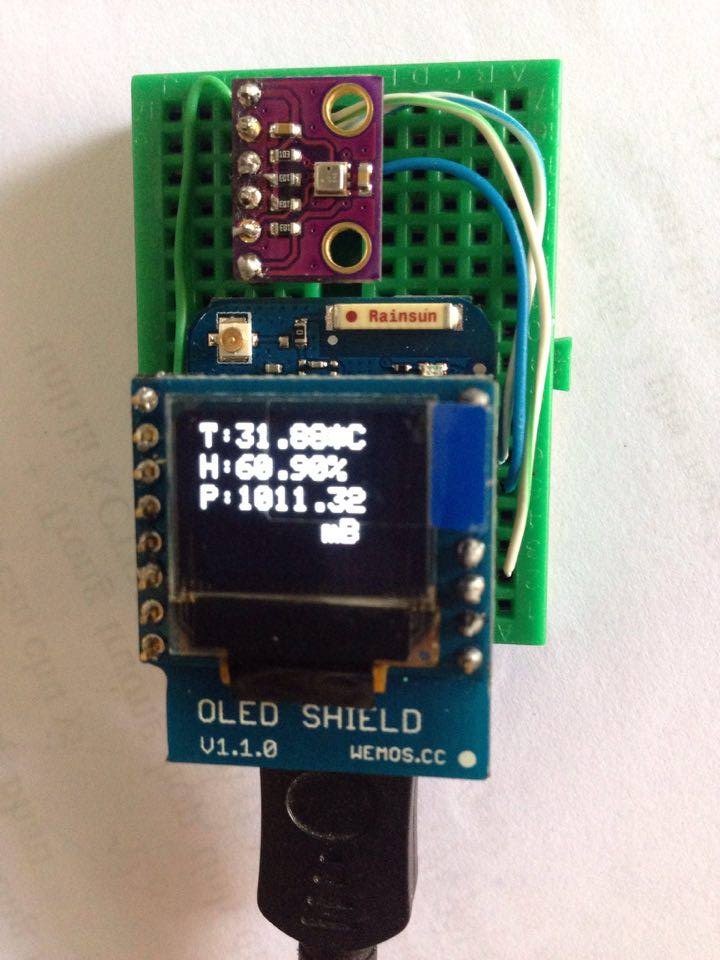 Rainsun
T:31.88*C
H:60.90%
P:1011.32
mB
OLED SHIELD
V1.1.0
WEMOS.CC